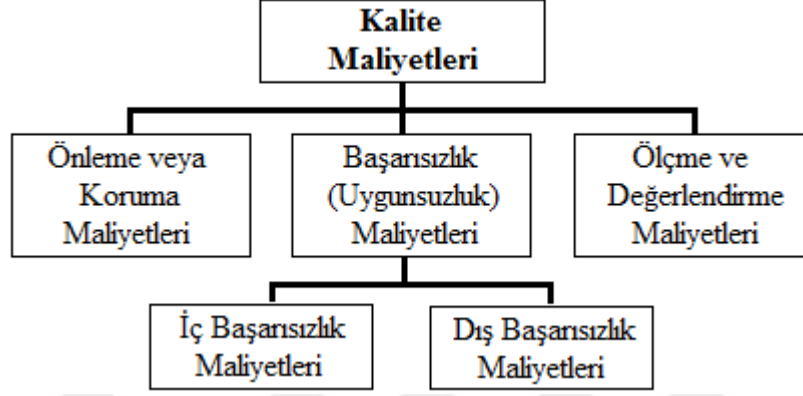 Kalite
Maliyetleri
Önleme veya
Koruma
Maliyetleri
Başarısızlık
(Uygunsuzluk)
Maliyetleri
Ölçme ve
Değerlendirme
Maliyetleri
İç Başarısızlık
Maliyetleri
Dış Başarısızlık
Maliyetleri